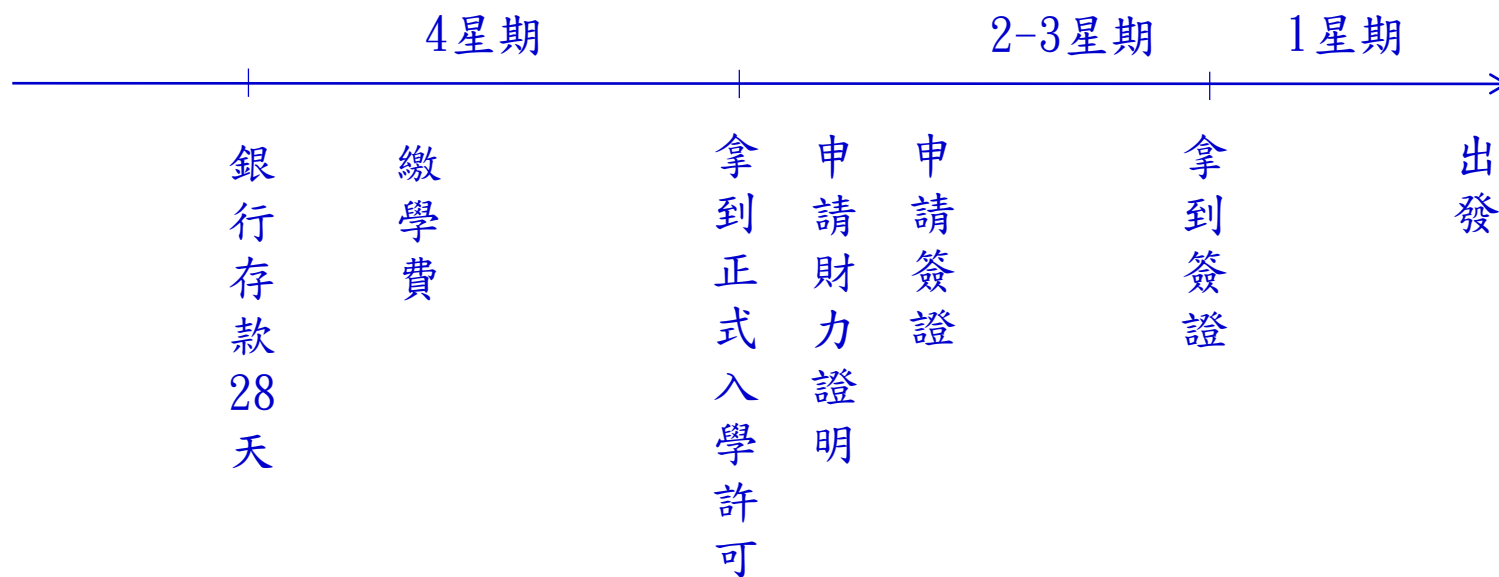 4星期
2-3星期
1星期
銀行存款28天
繳學費
拿到正式入學許可
申請財力證明
申請簽證
拿到簽證
出發